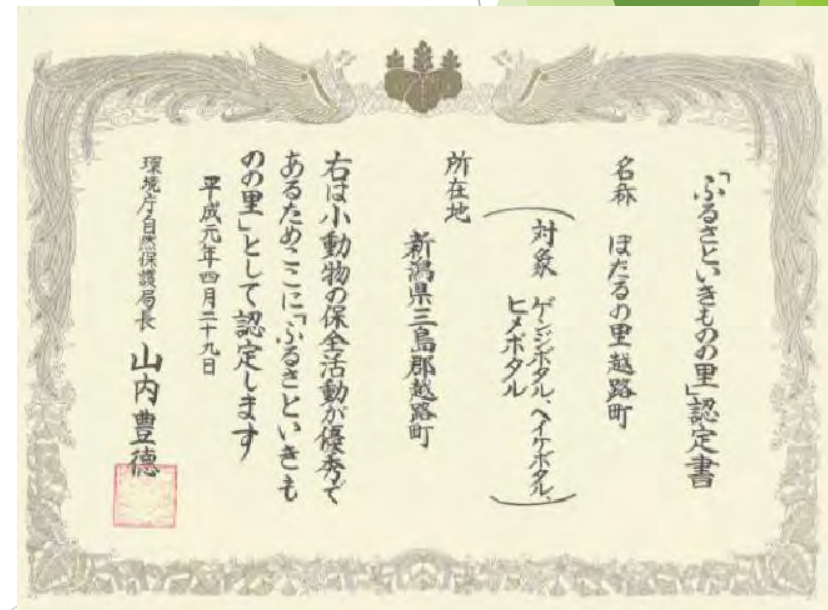 「ふるさといきものの里」認定書
名称　ほたるの里越路町
（対象　ゲンジボタル、ヘイケボタル、
ヒメボタル）
所在地
新潟県三島郡越路町
右は小動物の保全活動が優秀で
あるためここに「ふるさといきも
のの里」として認定します
平成元年四月二十九日
環境庁自然保護局長　山内豊德